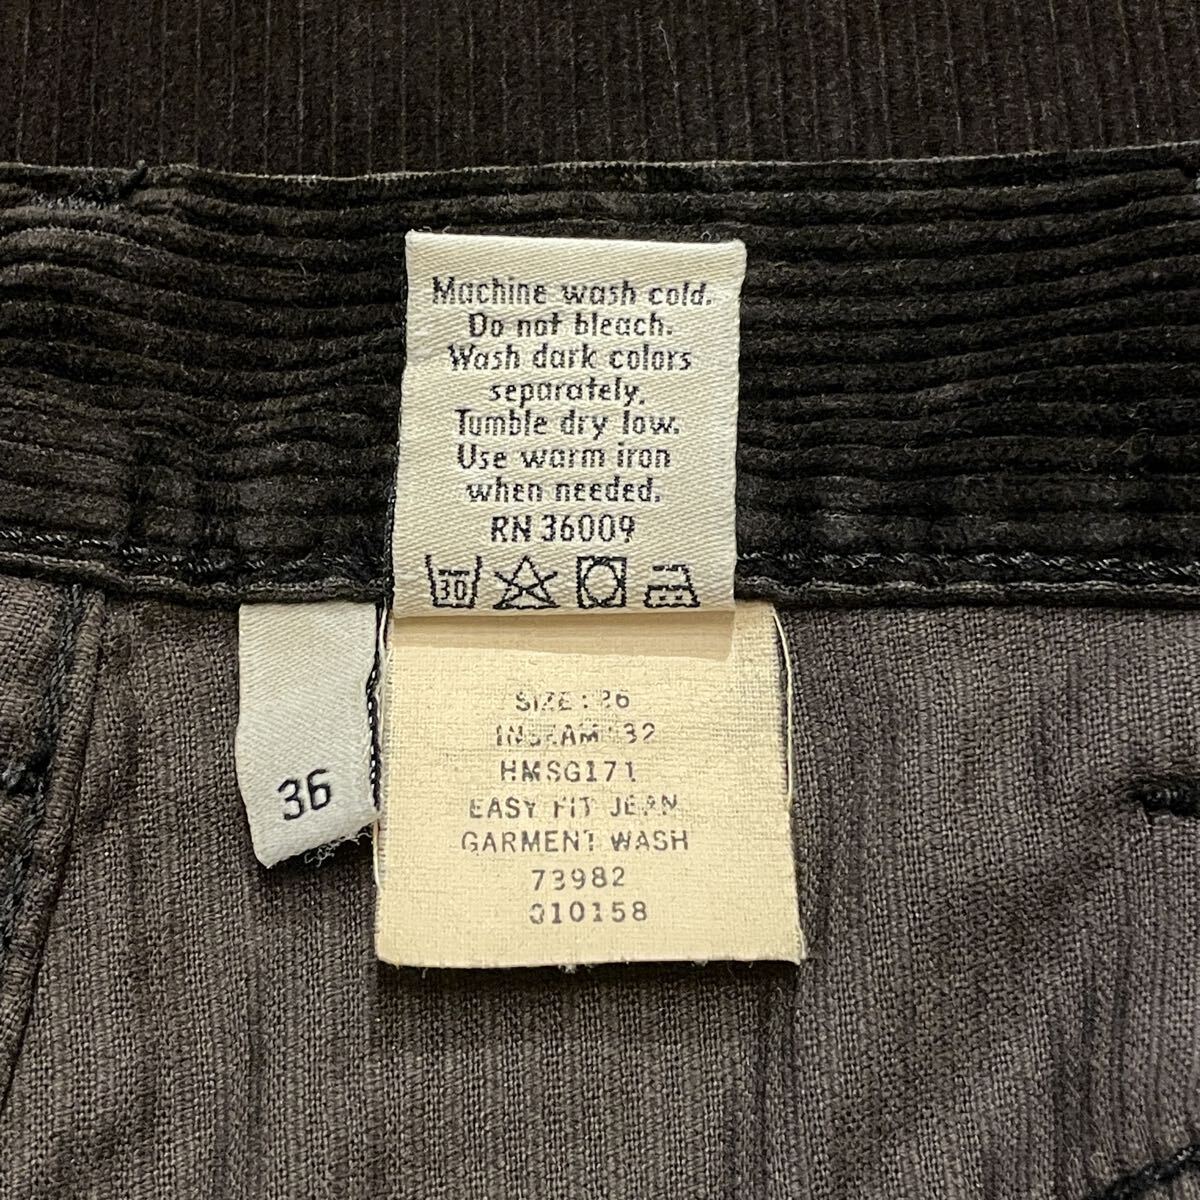 Machine wash cold.
Do not bleach.
Wash dark colors
separately.
Tumble dry low.
Use warm iron
when needed.
RN 36009
30
36
SIZE: 36
INSEAM: 32
HMSG171
EASY FIT JEAN
GARMENT WASH
73982
010158